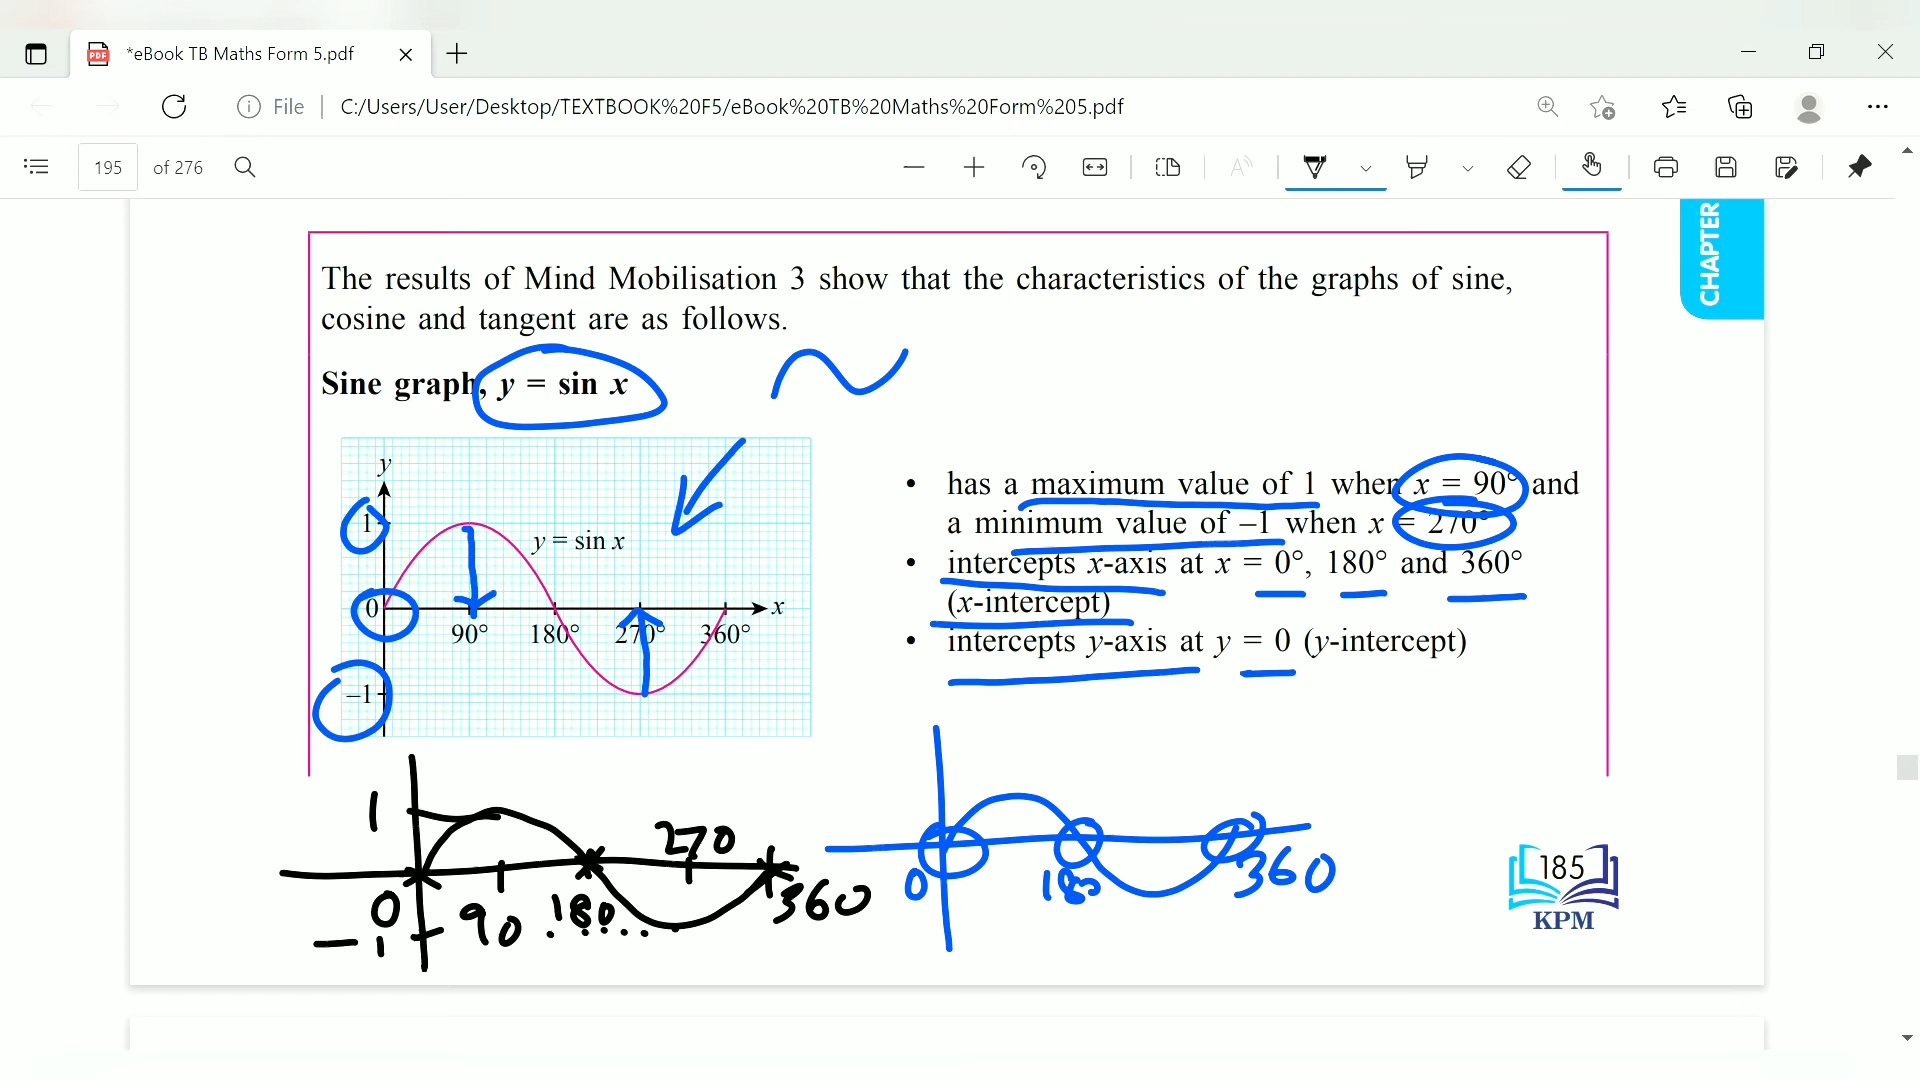 *eBook TB Maths Form 5.pdf
File
C:/Users/User/Desktop/TEXTBOOK%20F5/eBook%20TB%20Maths%20Form%205.pdf
195 of 276
CHAPTER
The results of Mind Mobilisation 3 show that the characteristics of the graphs of sine,
cosine and tangent are as follows.
Sine graph, y = sin x
y
1
y = sin x
0
x
90° 180° 270° 360°
–1
• has a maximum value of 1 when x = 90° and
a minimum value of –1 when x = 270°
• intercepts x-axis at x = 0°, 180° and 360°
(x-intercept)
• intercepts y-axis at y = 0 (y-intercept)
1
270
0
90
180
360
–1
0
180
360
185
KPM